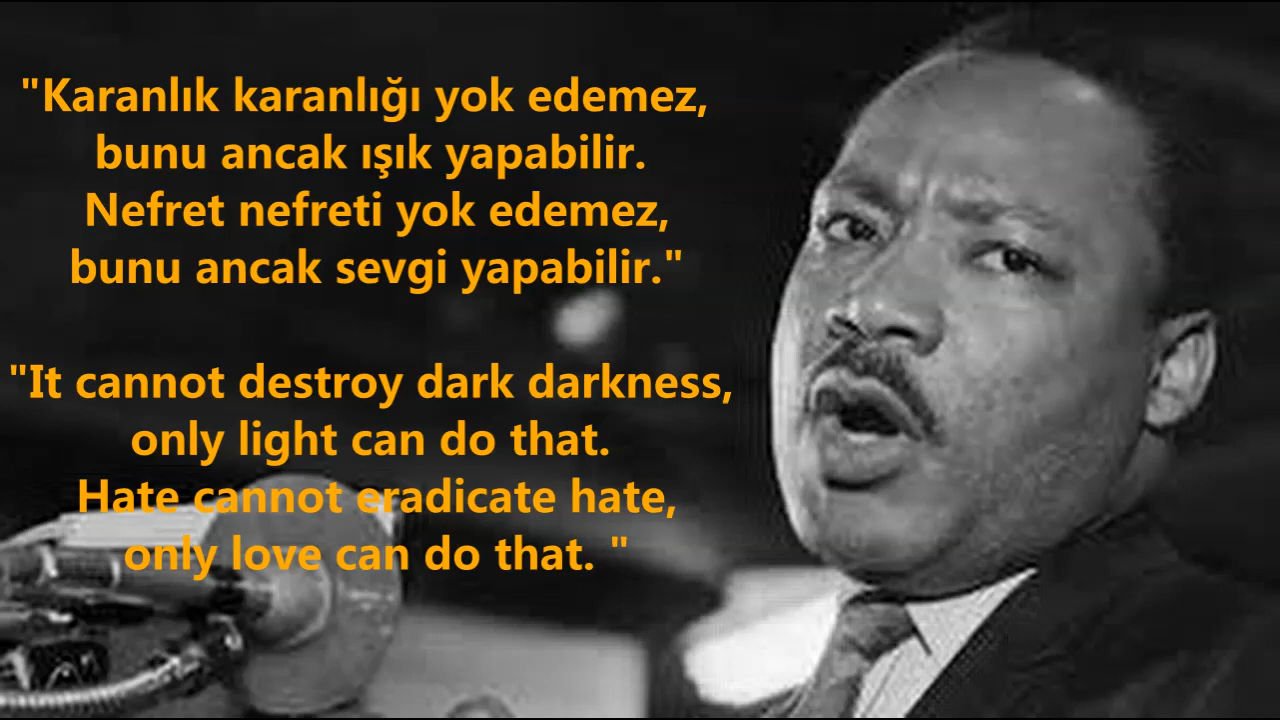 "Karanlık karanlığı yok edemez,
bunu ancak ışık yapabilir.
Nefret nefreti yok edemez,
bunu ancak sevgi yapabilir."
"It cannot destroy dark darkness,
only light can do that.
Hate cannot eradicate hate,
only love can do that. "